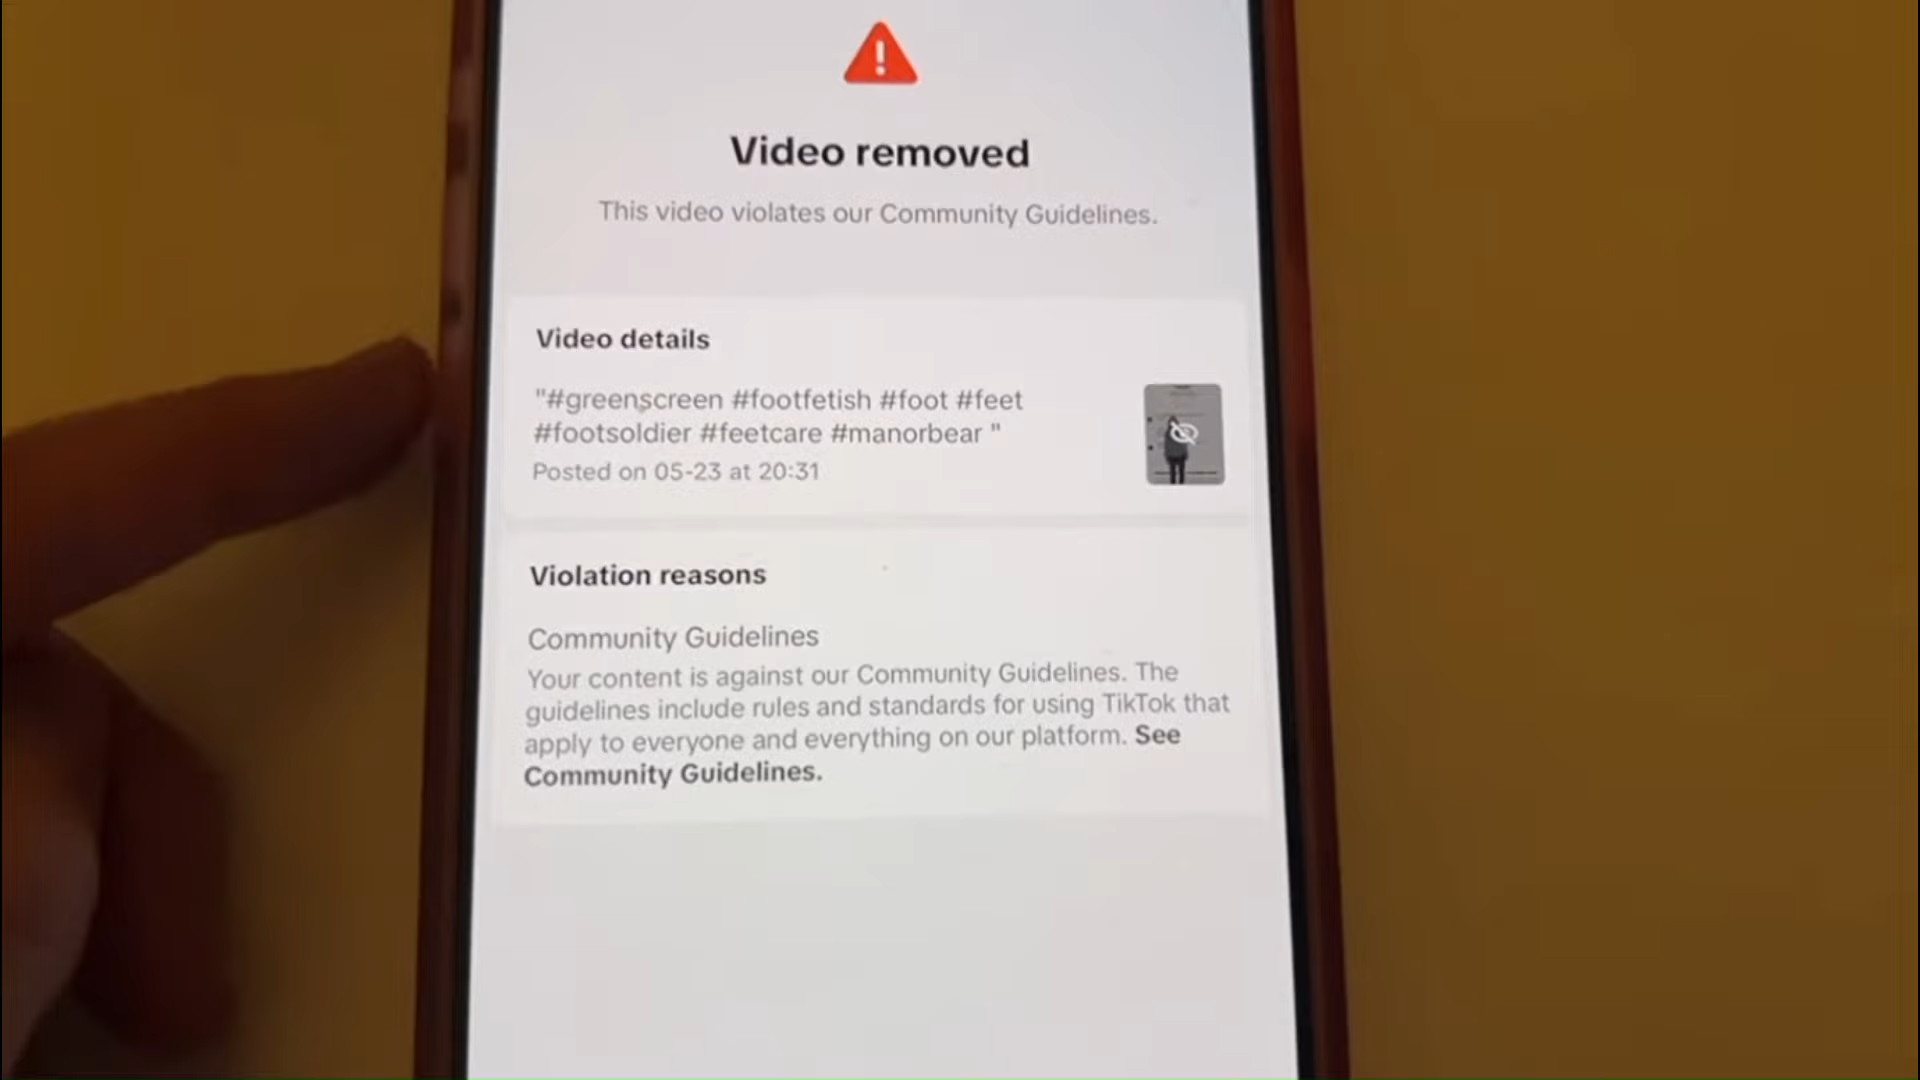 Video removed
This video violates our Community Guidelines.
Video details
"#greenscreen #footfetish #foot #feet
#footsoldier #feetcare #manorbear "
Posted on 05-23 at 20:31
Violation reasons
Community Guidelines
Your content is against our Community Guidelines. The
guidelines include rules and standards for using TikTok that
apply to everyone and everything on our platform. See
Community Guidelines.